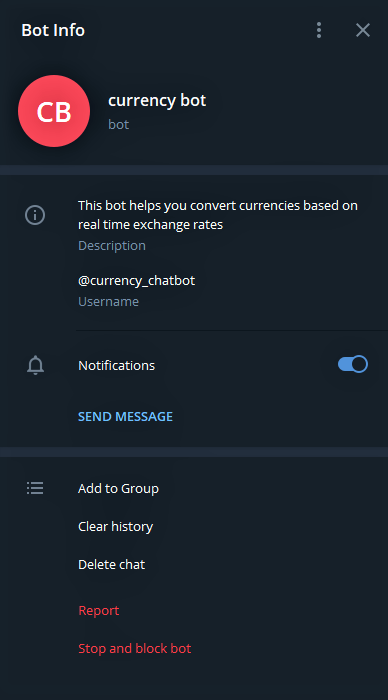 Bot Info
CB
currency bot
bot
This bot helps you convert currencies based on
real time exchange rates
Description
@currency_chatbot
Username
Notifications
SEND MESSAGE
Add to Group
Clear history
Delete chat
Report
Stop and block bot